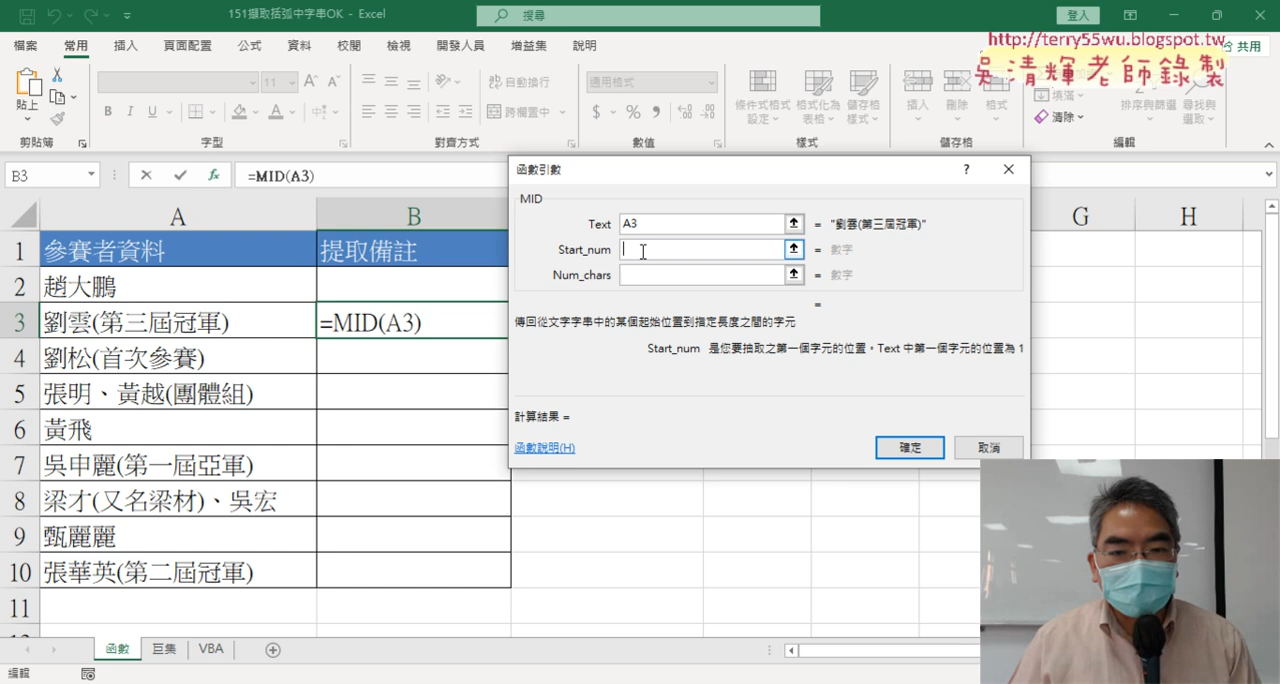 151擷取括弧中字串OK - Excel
搜尋
登入
檔案 常用 插入 頁面配置 公式 資料 校閱 檢視 開發人員 增益集 說明
共用
http://terry55wu.blogspot.tw
吳清輝老師錄製
貼上
11
自動換行
通用格式
條件式格式設定
格式化為表格
儲存格樣式
插入
刪除
格式
填滿
清除
排序與篩選
尋找與選取
B I U
跨欄置中
$ % ,
剪貼簿 字型 對齊方式 數值 樣式 儲存格 編輯
B3
fx
=MID(A3)
A B G H
1 參賽者資料 提取備註
2 趙大鵬
3 劉雲(第三屆冠軍) =MID(A3)
4 劉松(首次參賽)
5 張明、黃越(團體組)
6 黃飛
7 吳申麗(第一屆亞軍)
8 梁才(又名梁材)、吳宏
9 甄麗麗
10 張華英(第二屆冠軍)
11
函數引數
?
MID
Text A3 = "劉雲(第三屆冠軍)"
Start_num = 數字
Num_chars = 數字
=
傳回從文字字串中的某個起始位置到指定長度之間的字元
Start_num 是您要抽取之第一個字元的位置。Text 中第一個字元的位置為 1
計算結果 =
函數說明(H)
確定
取消
函數 巨集 VBA
編輯